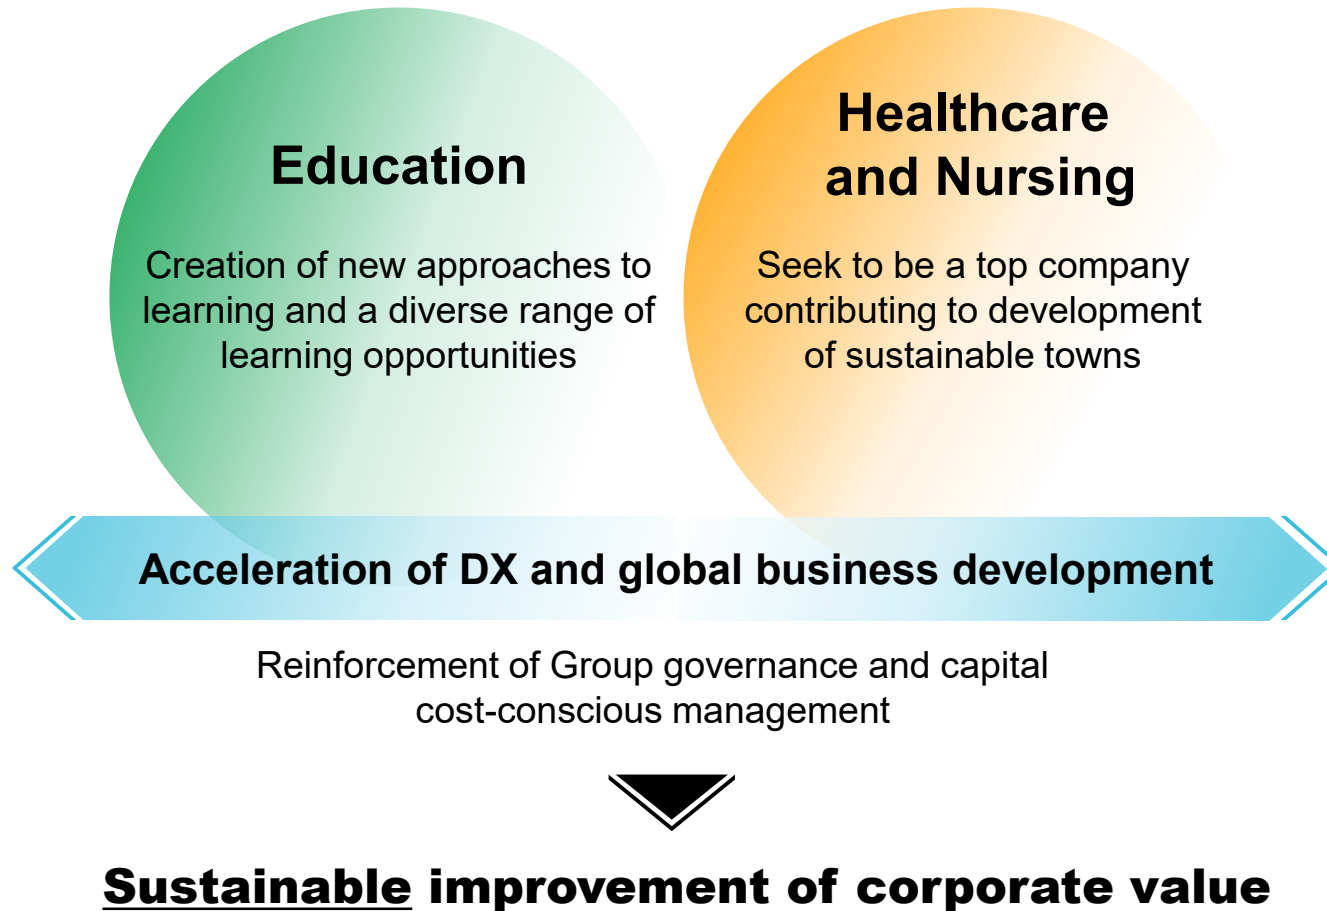 Education
Creation of new approaches to
learning and a diverse range of
learning opportunities
Healthcare
and Nursing
Seek to be a top company
contributing to development
of sustainable towns
Acceleration of DX and global business development
Reinforcement of Group governance and capital
cost-conscious management
Sustainable improvement of corporate value